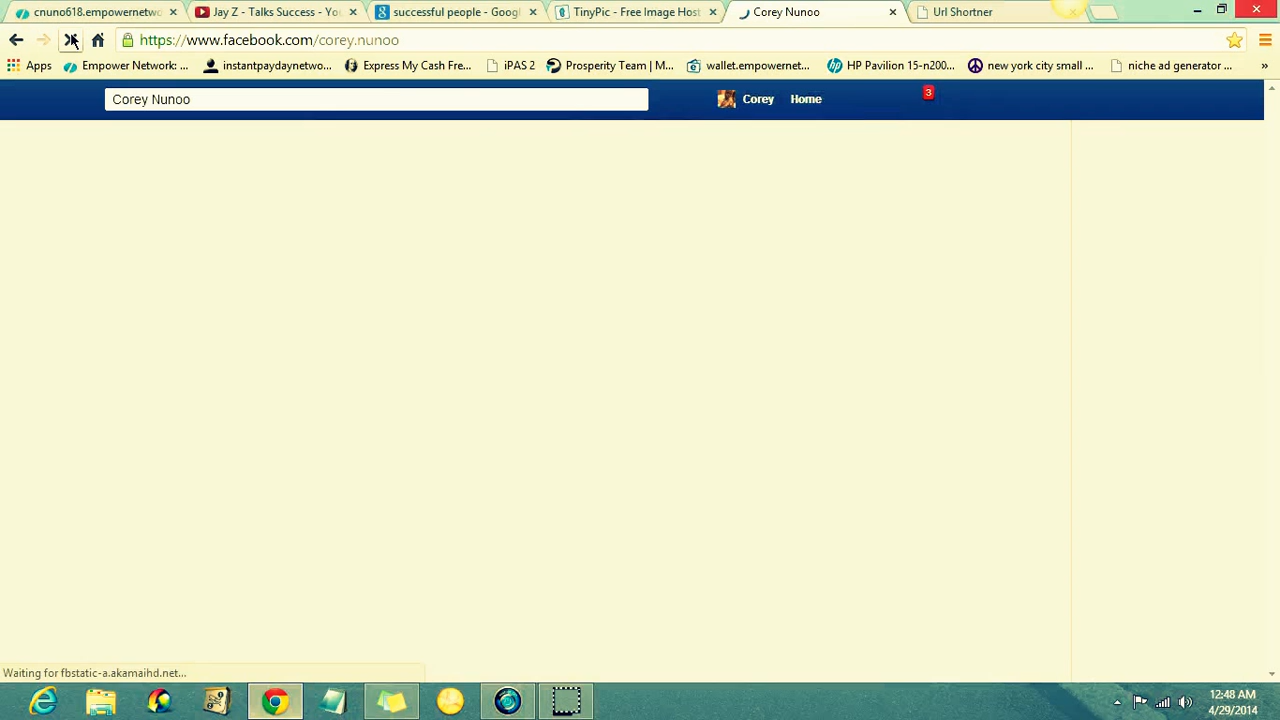 cnuno618.empowernetwo
Jay Z - Talks Success - Yo
successful people - Googl
TinyPic - Free Image Host
Corey Nunoo
Url Shortner
https://www.facebook.com/corey.nunoo
Apps
Empower Network: ...
instantpaydaynetwo...
Express My Cash Fre...
iPAS 2
Prosperity Team | M...
wallet.empowernet...
HP Pavilion 15-n200...
new york city small ...
niche ad generator ...
»
Corey Nunoo
Corey
Home
3
Waiting for fbstatic-a.akamaihd.net...
12:48 AM
4/29/2014